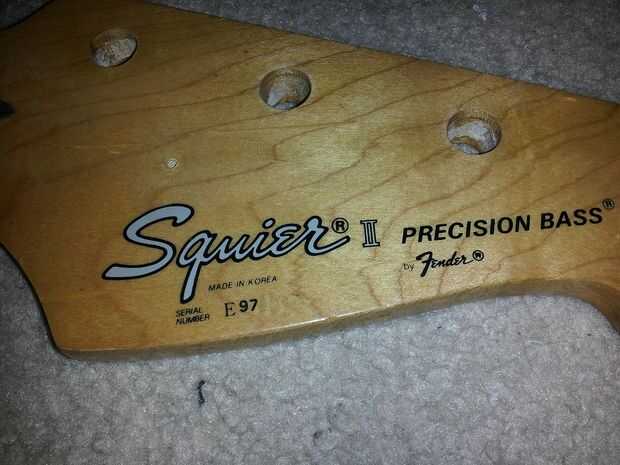 Squier® II PRECISION BASS®
by Fender®
MADE IN KOREA
SERIAL
NUMBER E97